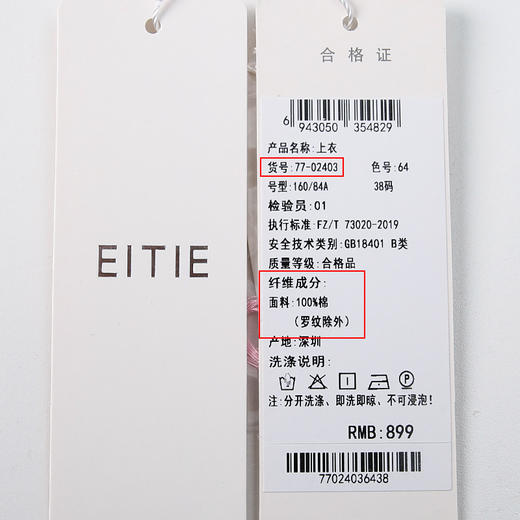 EITIE
合格证
6 943050 354829
产品名称:上衣
货号:77-02403 色号:64
号型:160/84A 38码
检验员:01
执行标准:FZ/T 73020-2019
安全技术类别:GB18401 B类
质量等级:合格品
纤维成分:
面料:100%棉
(罗纹除外)
产地:深圳
洗涤说明:
P
注:分开洗涤、即洗即晾、不可浸泡!
RMB:899
77024036438